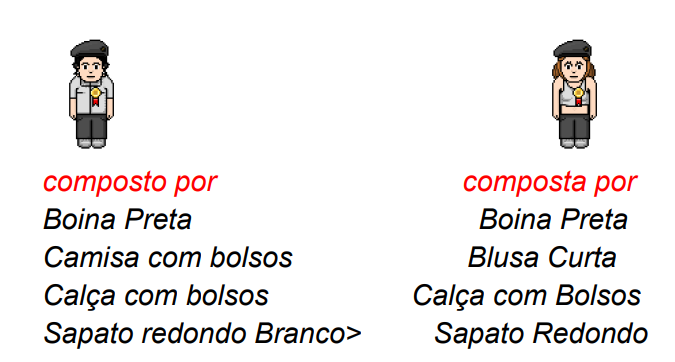 composto por
Boina Preta
Camisa com bolsos
Calça com bolsos
Sapato redondo Branco>
composta por
Boina Preta
Blusa Curta
Calça com Bolsos
Sapato Redondo